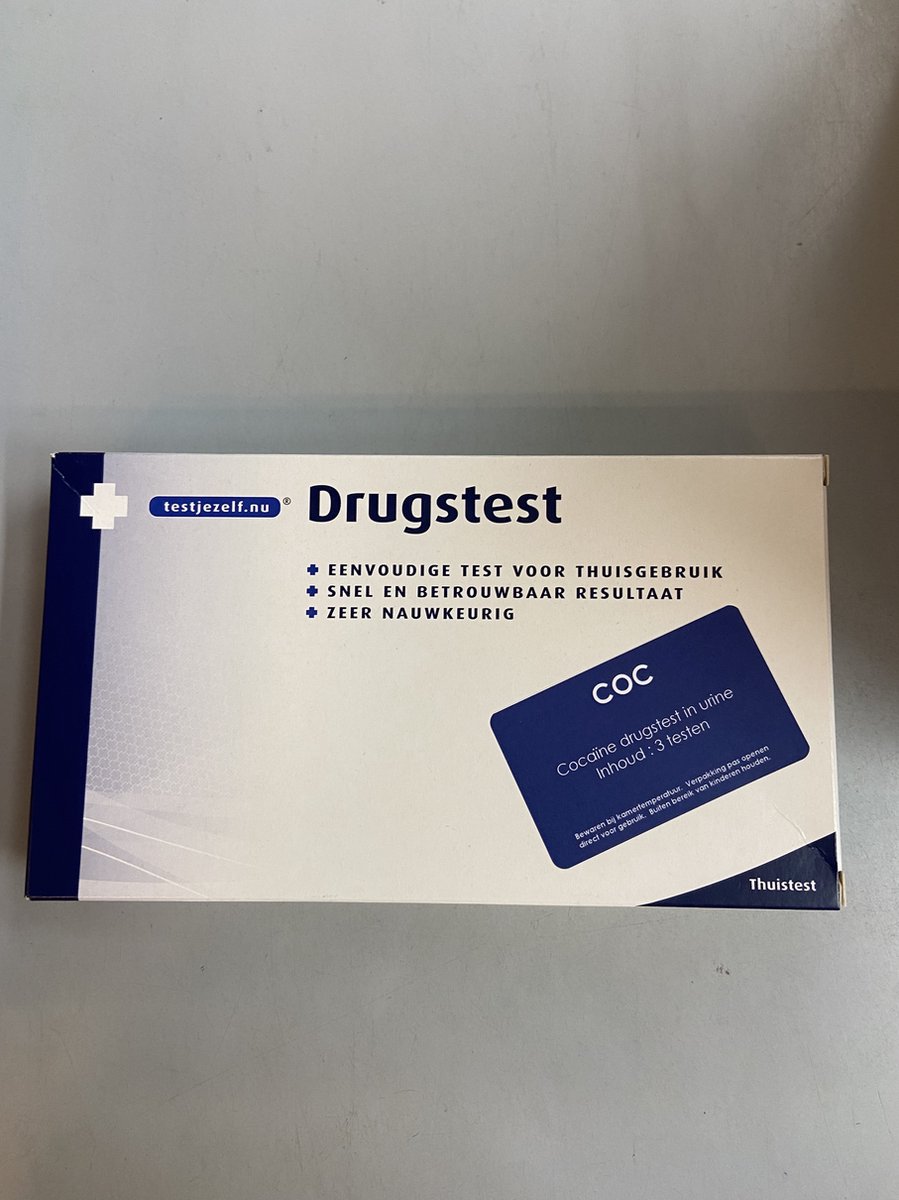 testjezelf.nu® Drugstest
EENVOUDIGE TEST VOOR THUISGEBRUIK
SNEL EN BETROUWBAAR RESULTAAT
ZEER NAUWKEURIG
COC
Cocaïne drugstest in urine
Inhoud : 3 testen
Bewaren bij kamertemperatuur. Verpakking pas openen
direct voor gebruik. Buiten bereik van kinderen houden.
Thuistest